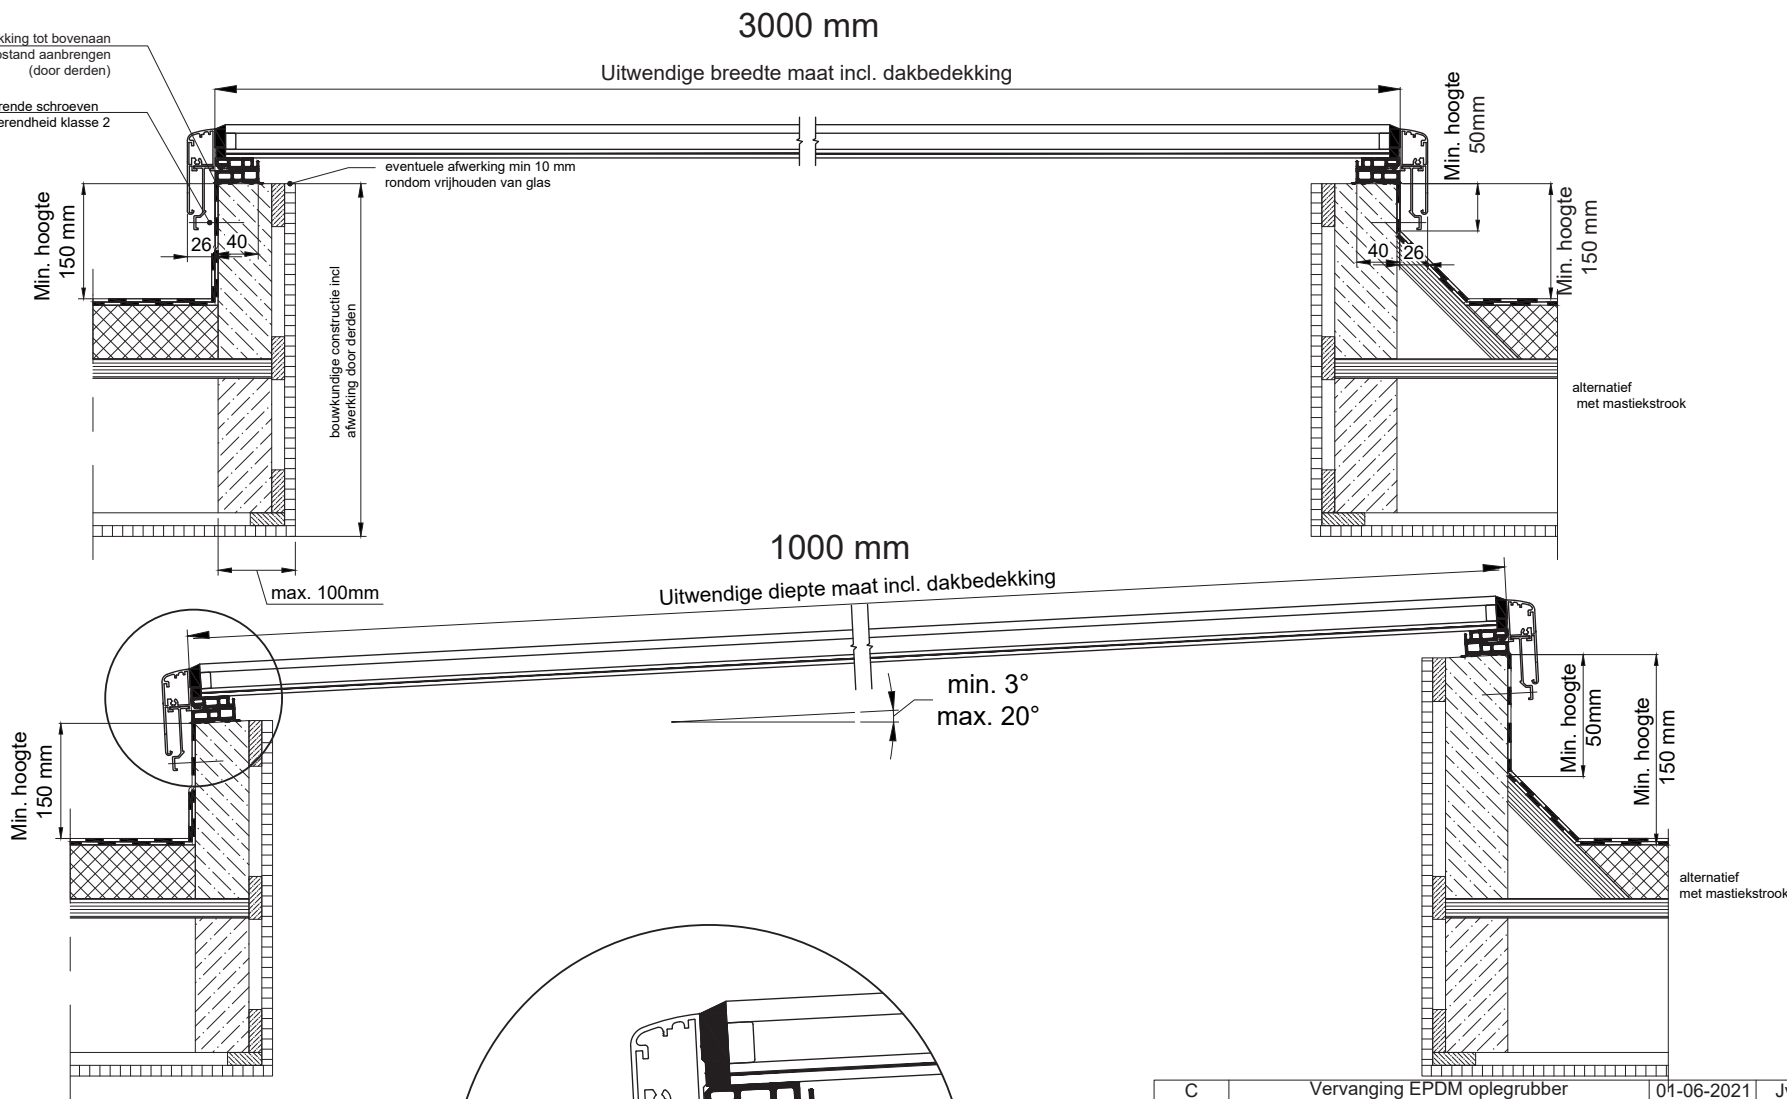 3000 mm
Uitwendige breedte maat incl. dakbedekking
kking tot bovenaan
ostand aanbrengen
(door derden)
rende schroeven
erendheid klasse 2
eventuele afwerking min 10 mm
rondom vrijhouden van glas
Min. hoogte
50mm
Min. hoogte
150 mm
26
40
bouwkundige constructie incl
afwerking door derden
40
26
Min. hoogte
150 mm
alternatief
met mastiekstrook
max. 100mm
1000 mm
Uitwendige diepte maat incl. dakbedekking
min. 3°
max. 20°
Min. hoogte
150 mm
Min. hoogte
50mm
Min. hoogte
150 mm
alternatief
met mastiekstrook
C Vervanging EPDM oplegrubber 01-06-2021 Jv